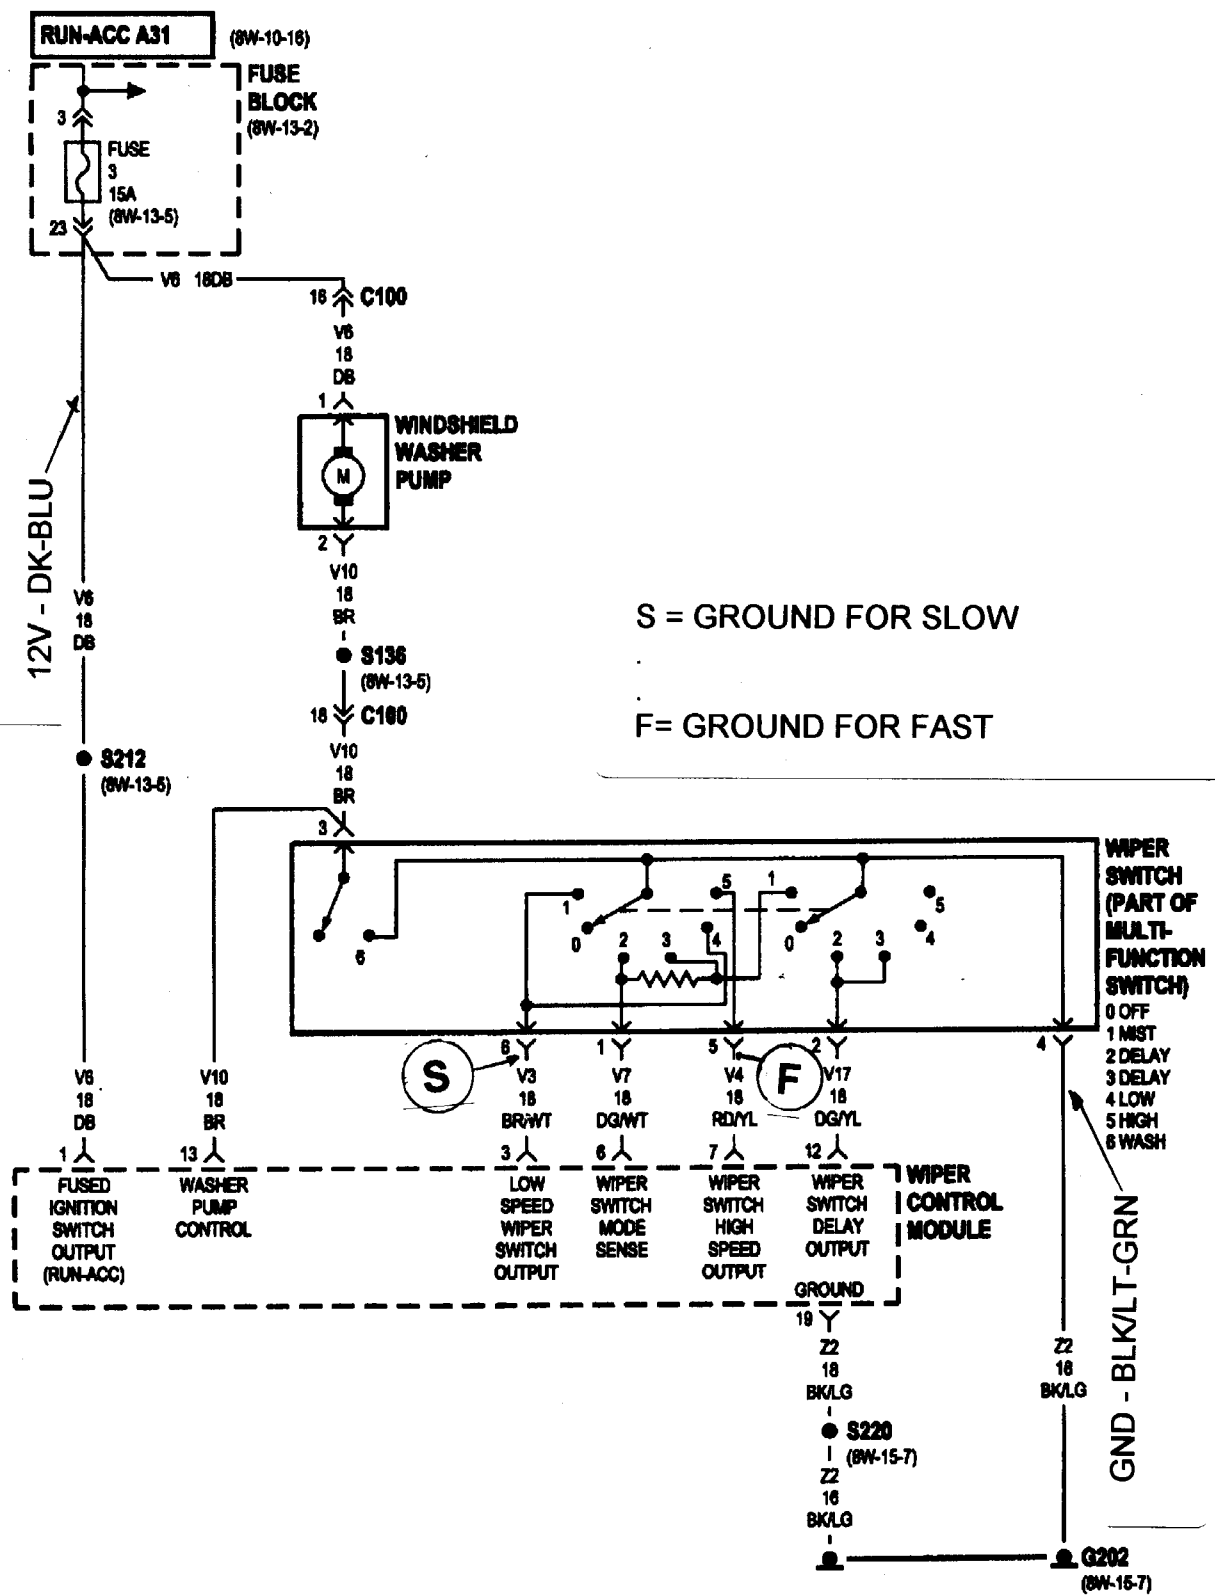 RUN-ACC A31
(8W-10-16)
FUSE
BLOCK
(8W-13-2)
3
FUSE
3
15A
(8W-13-5)
23
V6 18DB
16
C100
V6
18
DB
1
WINDSHIELD
WASHER
PUMP
M
2
V10
18
BR
12V - DK-BLU
V6
18
DB
S = GROUND FOR SLOW
S136
(8W-13-5)
F= GROUND FOR FAST
18
C100
V10
18
BR
S212
(8W-13-5)
3
WIPER
SWITCH
(PART OF
MULTI-
FUNCTION
SWITCH)
0 OFF
1 MIST
2 DELAY
3 DELAY
4 LOW
5 HIGH
6 WASH
6
1
0
2
3
4
5
1
0
2
3
4
5
6
1
5
2
4
S
F
V6
18
DB
V10
18
BR
V3
18
BR/WT
V7
18
DG/WT
V4
18
RD/YL
V17
18
DG/YL
1
13
3
6
7
12
FUSED
IGNITION
SWITCH
OUTPUT
(RUN-ACC)
WASHER
PUMP
CONTROL
LOW
SPEED
WIPER
SWITCH
OUTPUT
WIPER
SWITCH
MODE
SENSE
WIPER
SWITCH
HIGH
SPEED
OUTPUT
WIPER
SWITCH
DELAY
OUTPUT
WIPER
CONTROL
MODULE
GROUND
19
Z2
18
BK/LG
S220
(8W-15-7)
Z2
16
BK/LG
Z2
16
BK/LG
GND - BLK/LT-GRN
G202
(8W-15-7)